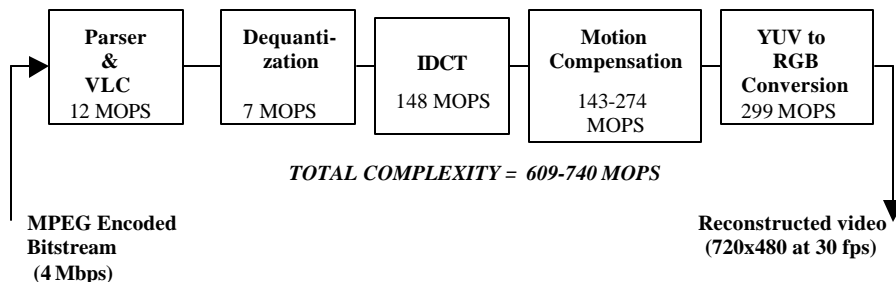 Parser
&
VLC
12 MOPS
Dequanti-
zation
7 MOPS
IDCT
148 MOPS
Motion
Compensation
143-274
MOPS
YUV to
RGB
Conversion
299 MOPS
TOTAL COMPLEXITY = 609-740 MOPS
MPEG Encoded
Bitstream
(4 Mbps)
Reconstructed video
(720x480 at 30 fps)